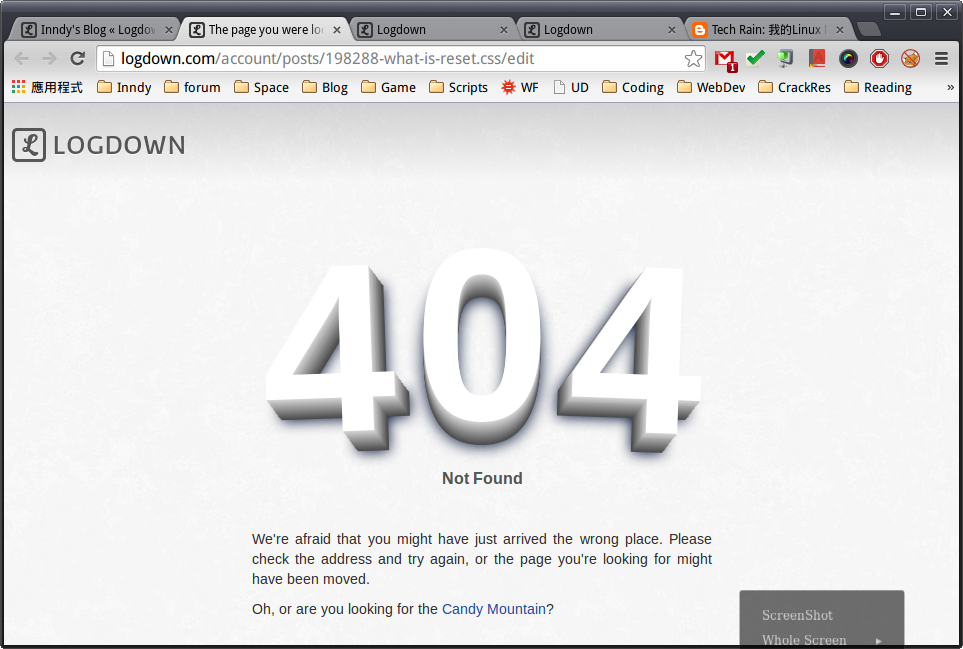 Inndy's Blog « Logdow
The page you were lo
Logdown
Logdown
Tech Rain: 我的Linux
logdown.com/account/posts/198288-what-is-reset.css/edit
1
應用程式 Inndy forum Space Blog Game Scripts WF UD Coding WebDev CrackRes Reading »
LOGDOWN
404
Not Found
We're afraid that you might have just arrived the wrong place. Please
check the address and try again, or the page you're looking for might
have been moved.
Oh, or are you looking for the Candy Mountain?
ScreenShot
Whole Screen